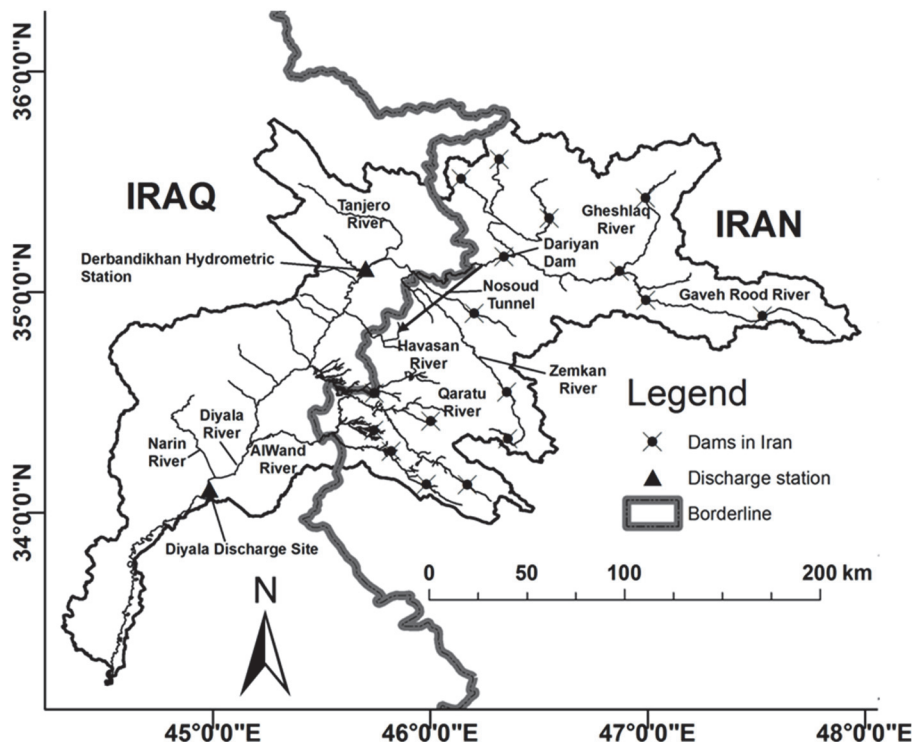 36°0'0"N
35°0'0"N
34°0'0"N
IRAQ
IRAN
Tanjero
River
Derbandikhan Hydrometric
Station
Gheshlaq
River
Dariyan
Dam
Nosoud
Tunnel
Gaveh Rood River
Havasan
River
Zemkan
River
Qaratu
River
Diyala
River
Narin
River
AlWand
River
Diyala Discharge Site
Legend
Dams in Iran
Discharge station
Borderline
0 50 100 200 km
N
45°0'0"E 46°0'0"E 47°0'0"E 48°0'0"E